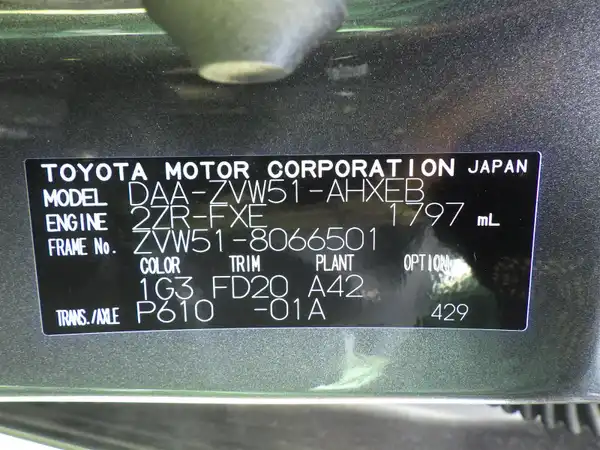 TOYOTA MOTOR CORPORATION JAPAN
MODEL DAA-ZVW51-AHXEB
ENGINE 2ZR-FXE 1797 mL
FRAME No. ZVW51-8066501
COLOR TRIM PLANT OPTION
1G3 FD20 A42
TRANS./AXLE P610 -01A 429